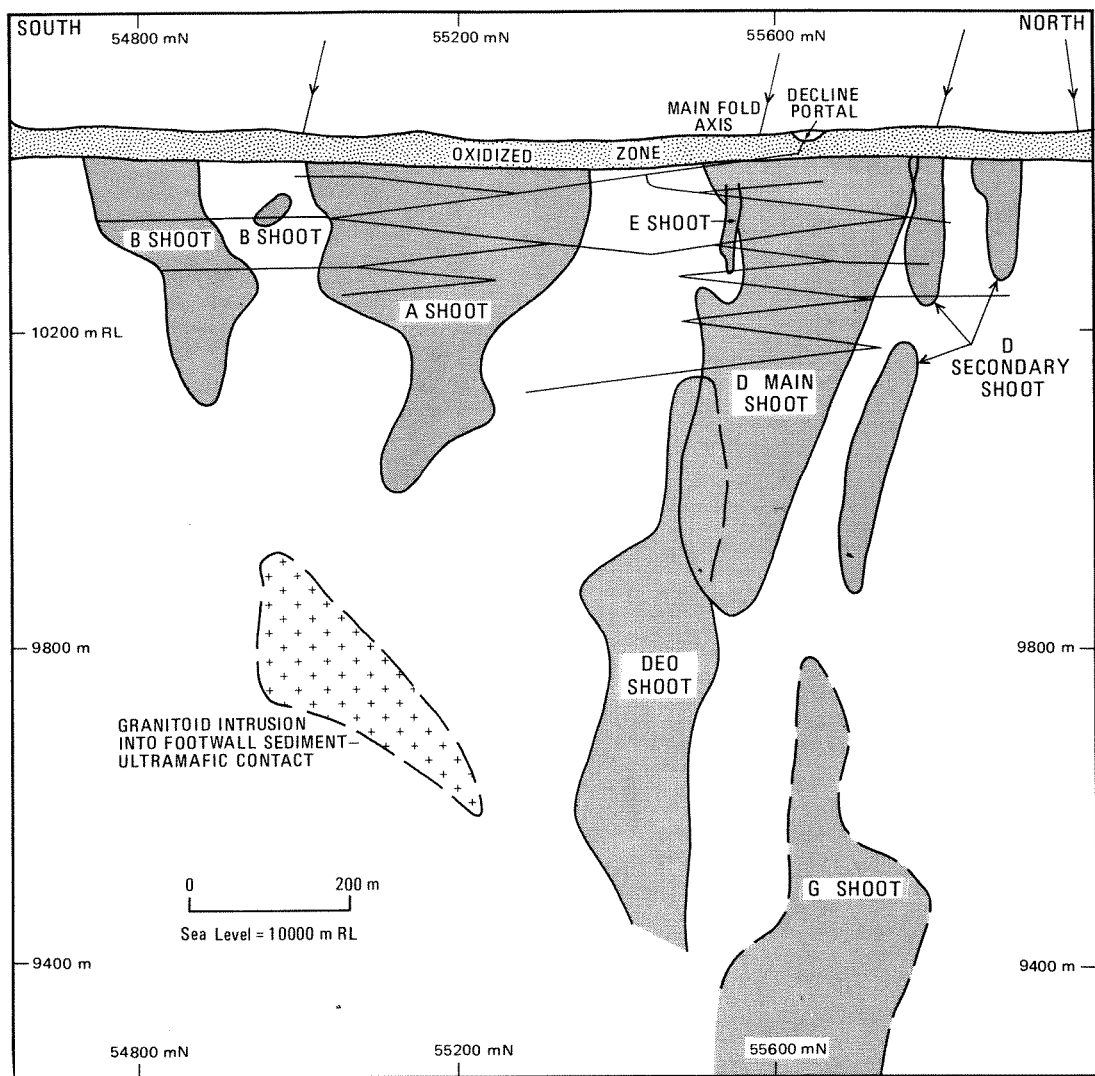 SOUTH
NORTH
54800 mN
55200 mN
55600 mN
MAIN FOLD
AXIS
DECLINE
PORTAL
OXIDIZED ZONE
B SHOOT
B SHOOT
E SHOOT
A SHOOT
10200 m RL
D MAIN
SHOOT
D
SECONDARY
SHOOT
9800 m
9800 m
DEO
SHOOT
GRANITOID INTRUSION
INTO FOOTWALL SEDIMENT–
ULTRAMAFIC CONTACT
G SHOOT
0 200 m
Sea Level = 10000 m RL
9400 m
9400 m
54800 mN
55200 mN
55600 mN